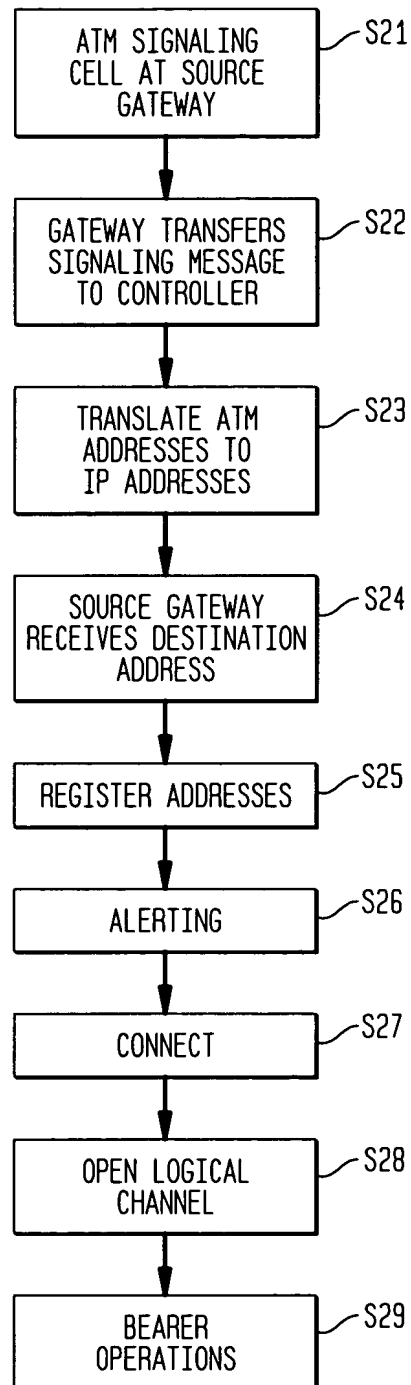 ATM SIGNALING
CELL AT SOURCE
GATEWAY
S21
GATEWAY TRANSFERS
SIGNALING MESSAGE
TO CONTROLLER
S22
TRANSLATE ATM
ADDRESSES TO
IP ADDRESSES
S23
SOURCE GATEWAY
RECEIVES DESTINATION
ADDRESS
S24
REGISTER ADDRESSES
S25
ALERTING
S26
CONNECT
S27
OPEN LOGICAL
CHANNEL
S28
BEARER
OPERATIONS
S29